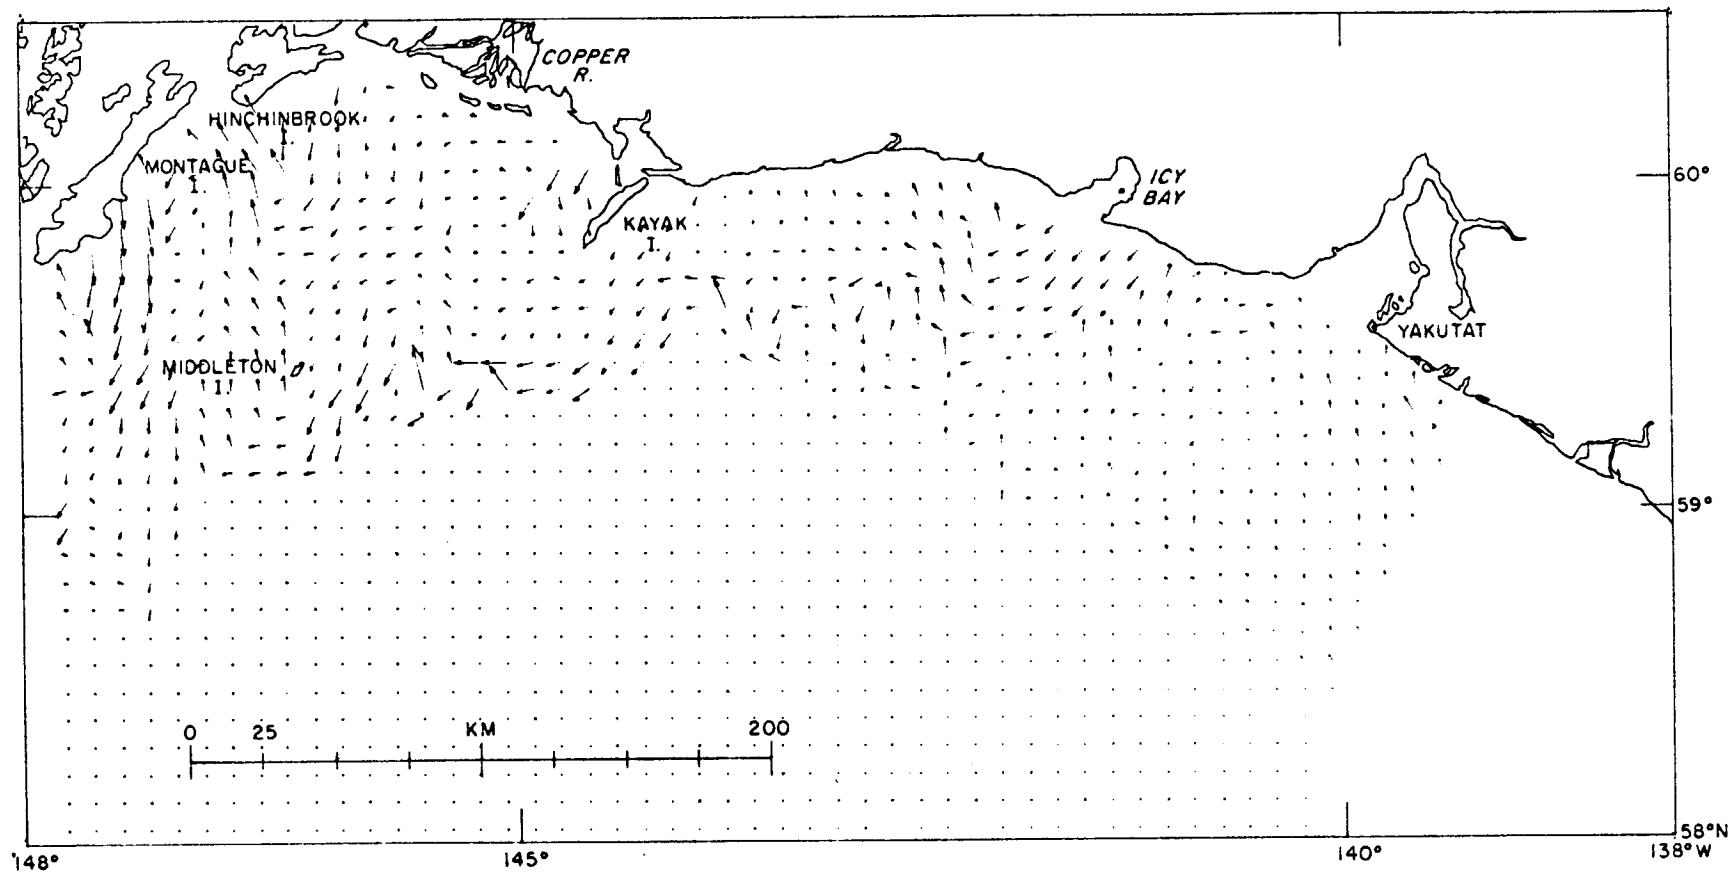 COPPER
R.
HINCHINBROOK
I.
MONTAGUE
I.
60°
ICY
BAY
KAYAK
I.
YAKUTAT
MIDDLETON
I.
59°
0 25 KM 200
58°N
148° 145° 140° 138°W